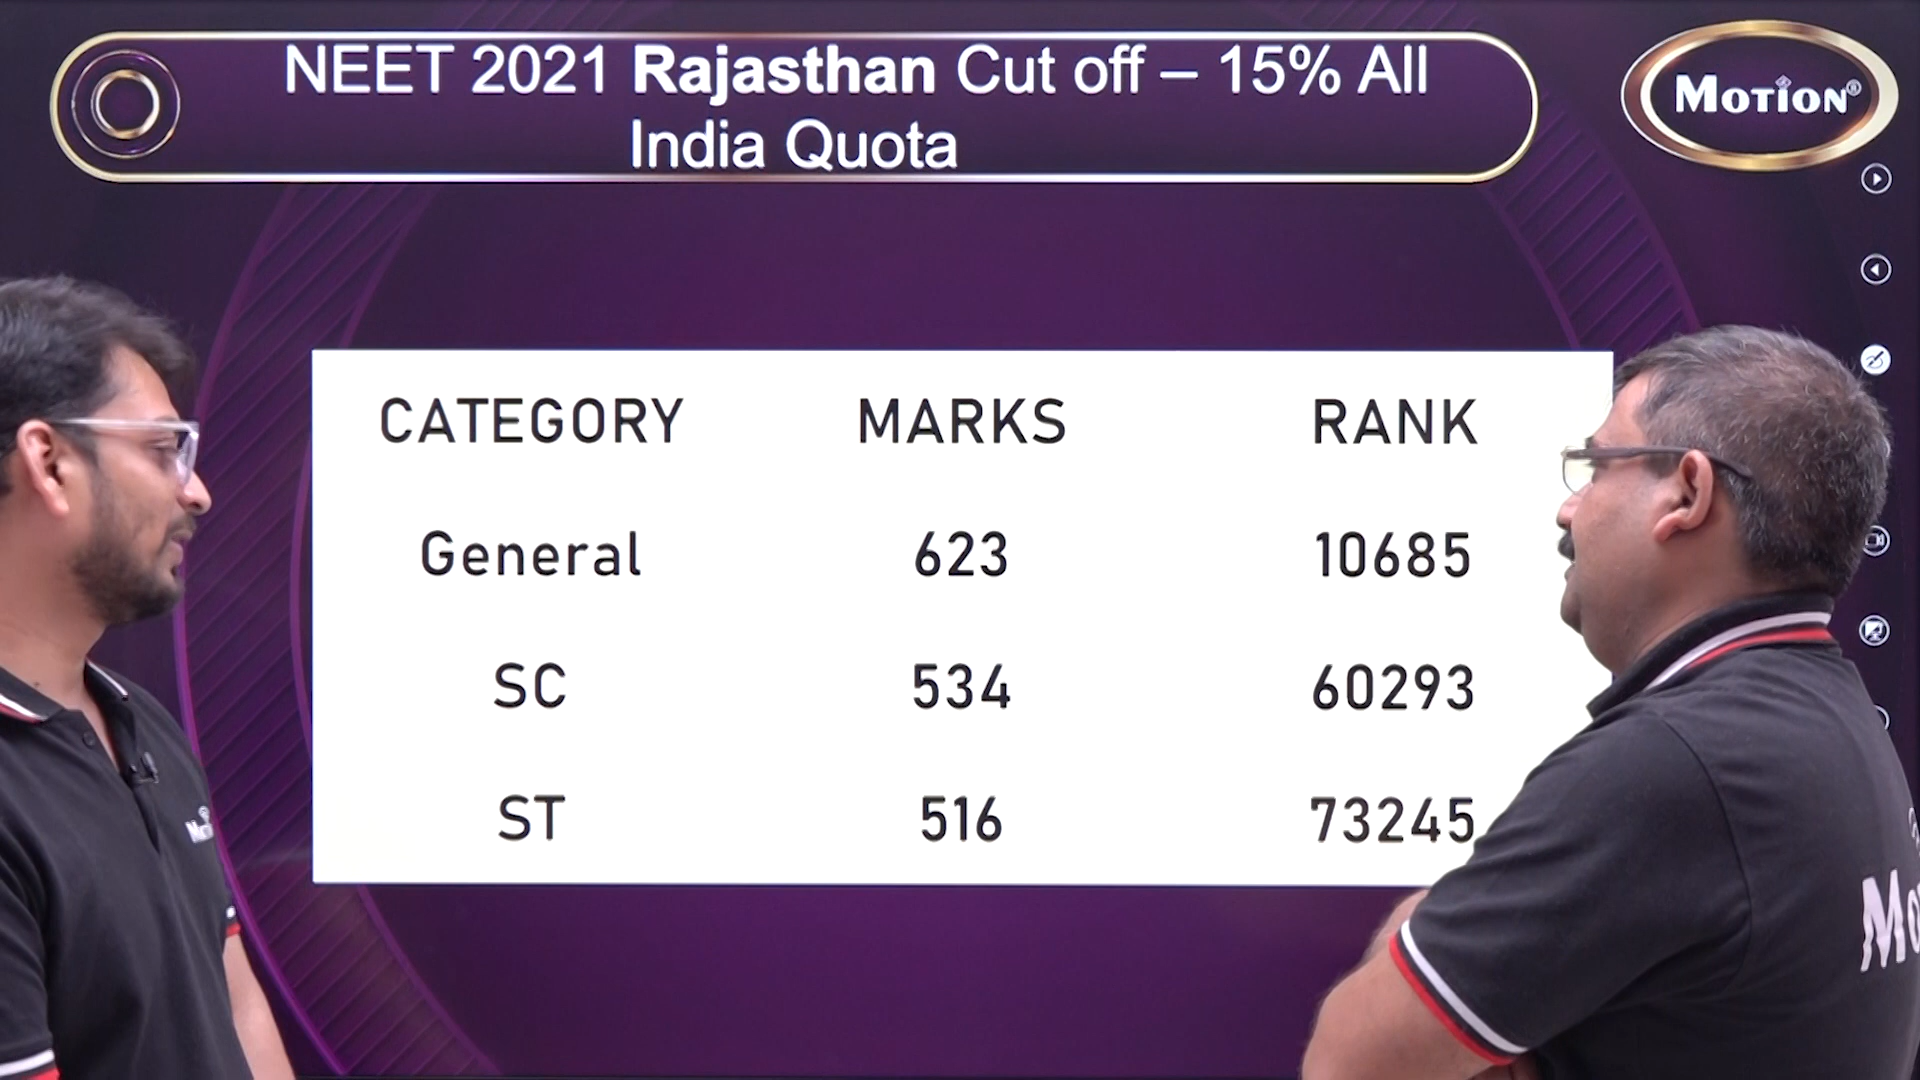 NEET 2021 Rajasthan Cut off – 15% All
India Quota
MOTION®
CATEGORY MARKS RANK
General 623 10685
SC 534 60293
ST 516 73245